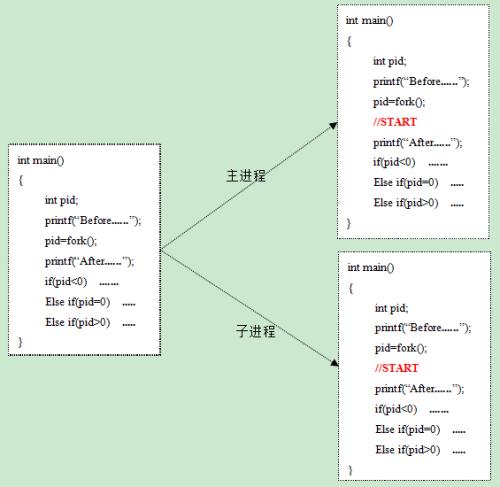 int main()
{
int pid;
printf(“Before......”);
pid=fork();
printf(“After......”);
if(pid<0) .......
Else if(pid=0) .....
Else if(pid>0) .....
}
主进程
子进程
int main()
{
int pid;
printf(“Before......”);
pid=fork();
//START
printf(“After......”);
if(pid<0) .......
Else if(pid=0) .....
Else if(pid>0) .....
}
int main()
{
int pid;
printf(“Before......”);
pid=fork();
//START
printf(“After......”);
if(pid<0) .......
Else if(pid=0) .....
Else if(pid>0) .....
}